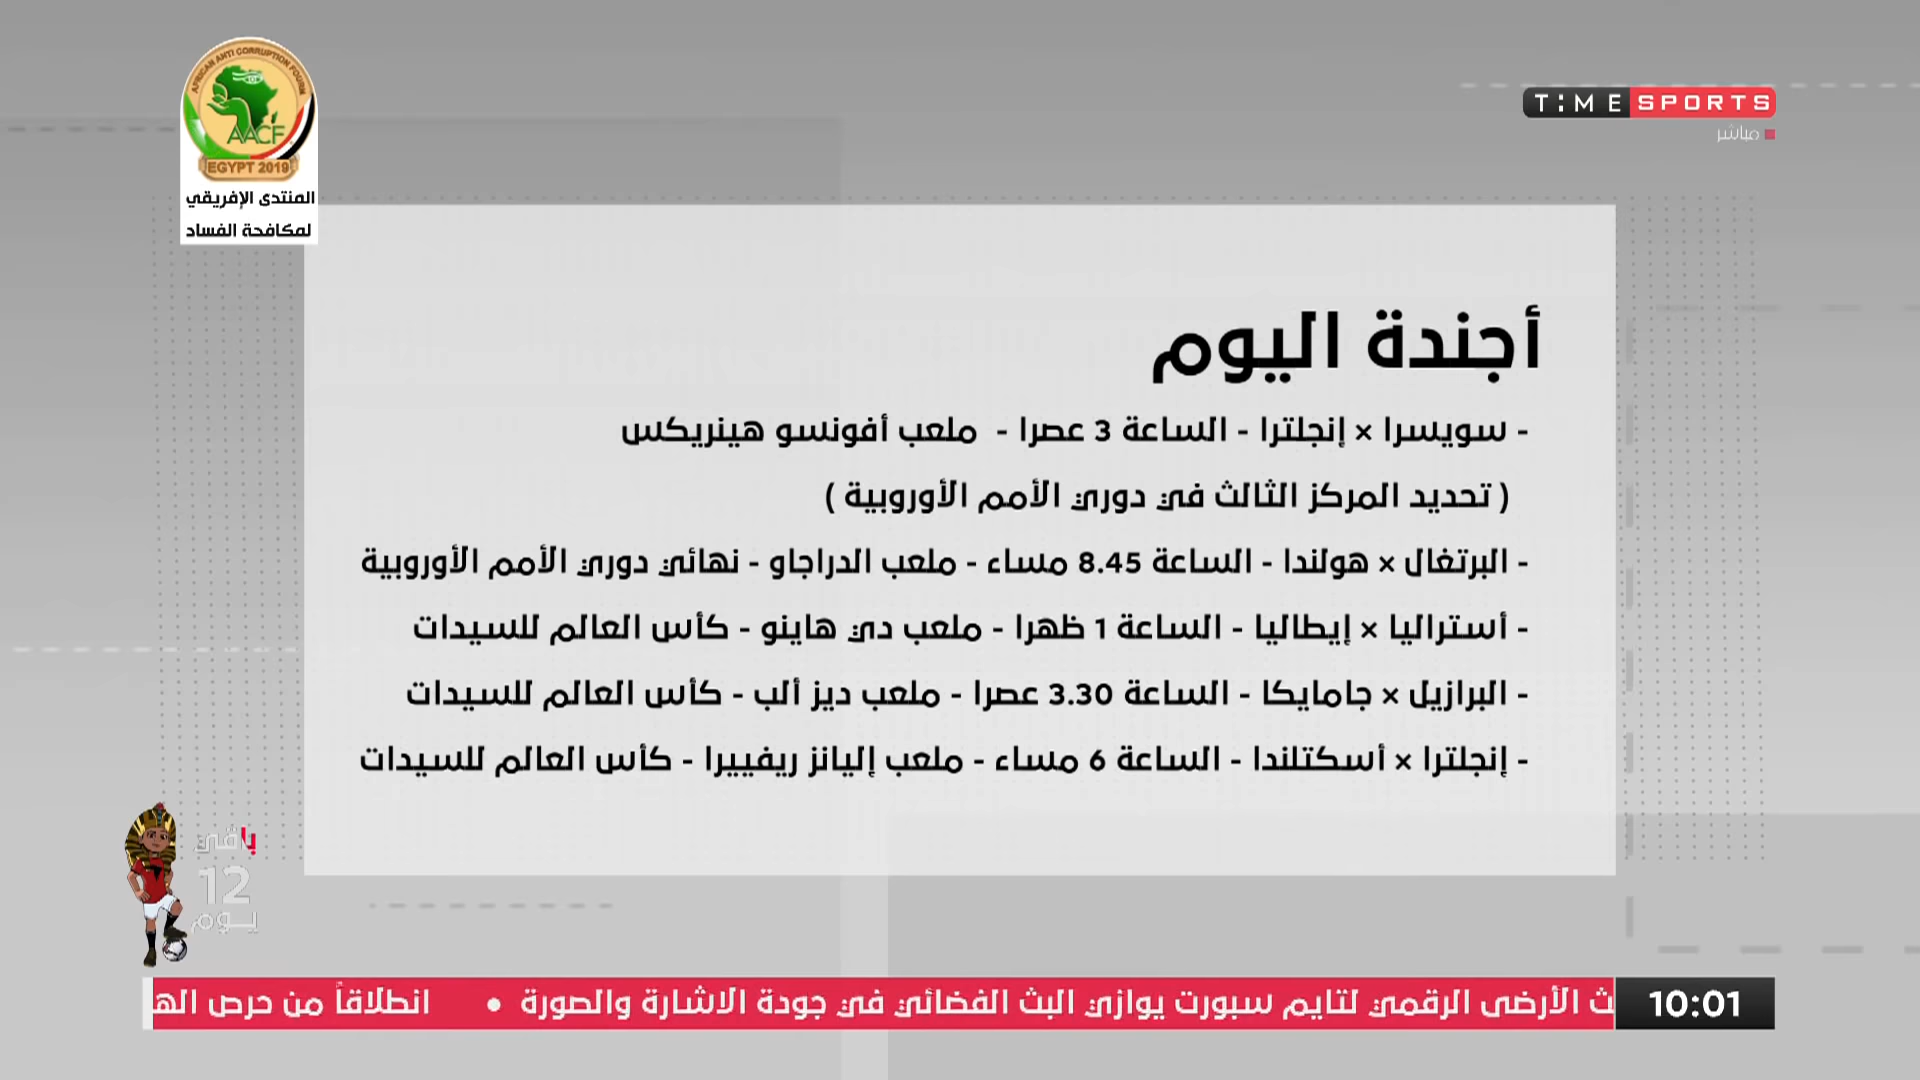 AFRICAN ANTI CORRUPTION FOURM
AACF
EGYPT 2019
المنتدى الإفريقي
لمكافحة الفساد
TIME SPORTS
مباشر
أجندة اليوم
- سويسرا × إنجلترا - الساعة 3 عصرا - ملعب أفونسو هينريكس
( تحديد المركز الثالث في دوري الأمم الأوروبية )
- البرتغال × هولندا - الساعة 8.45 مساء - ملعب الدراجاو - نهائي دوري الأمم الأوروبية
- أستراليا × إيطاليا - الساعة 1 ظهرا - ملعب دي هاينو - كأس العالم للسيدات
- البرازيل × جامايكا - الساعة 3.30 عصرا - ملعب ديز ألب - كأس العالم للسيدات
- إنجلترا × أسكتلندا - الساعة 6 مساء - ملعب إليانز ريفييرا - كأس العالم للسيدات
باقي
12
يوم
ث الأرضى الرقمي لتايم سبورت يوازي البث الفضائي في جودة الاشارة والصورة • انطلاقاً من حرص اله
10:01